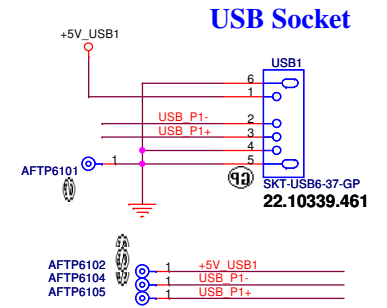 USB Socket
+5V_USB1
USB1
6
1
USB_P1-
2
USB_P1+
3
4
AFTP6101
1
5
SKT-USB6-37-GP
22.10339.461
AFTP6102
1
+5V_USB1
AFTP6104
1
USB_P1-
AFTP6105
1
USB_P1+